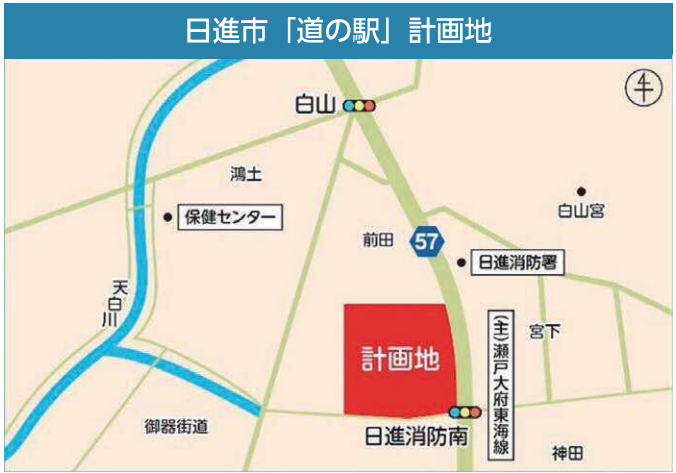 日進市「道の駅」計画地
白山
鴻土
保健センター
白山宮
前田
57
日進消防署
天白川
計画地
(主)瀬戸大府東海線
宮下
御器街道
日進消防南
神田